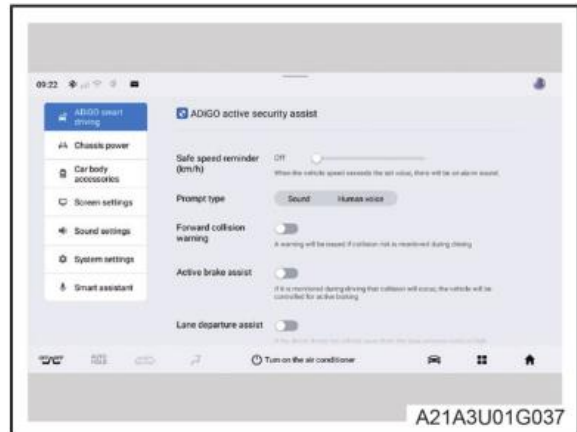 09:22
ADiGO smart
driving
ADiGO active security assist
Chassis power
Car body
accessories
Screen settings
Sound settings
System settings
Smart assistant
Safe speed reminder
(km/h)
Off
When the vehicle speed exceeds the set value, there will be an alarm sound.
Prompt type
Sound
Human voice
Forward collision
warning
A warning will be issued if collision risk is monitored during driving
Active brake assist
If it is monitored during driving that collision will occur, the vehicle will be
controlled for active braking
Lane departure assist
AUTO
HOLD
Turn on the air conditioner
A21A3U01G037